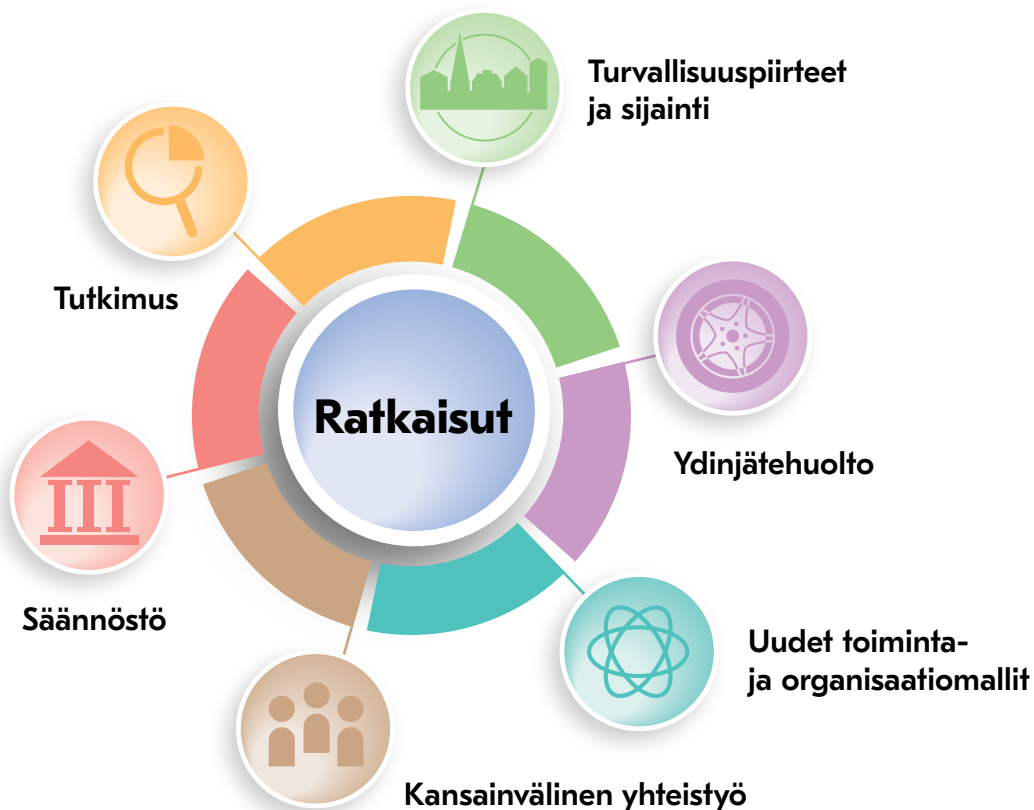 Turvallisuuspiirteet
ja sijainti
Tutkimus
Ratkaisut
Ydinjätehuolto
Säännöstö
Uudet toiminta-
ja organisaatiomallit
Kansainvälinen yhteistyö